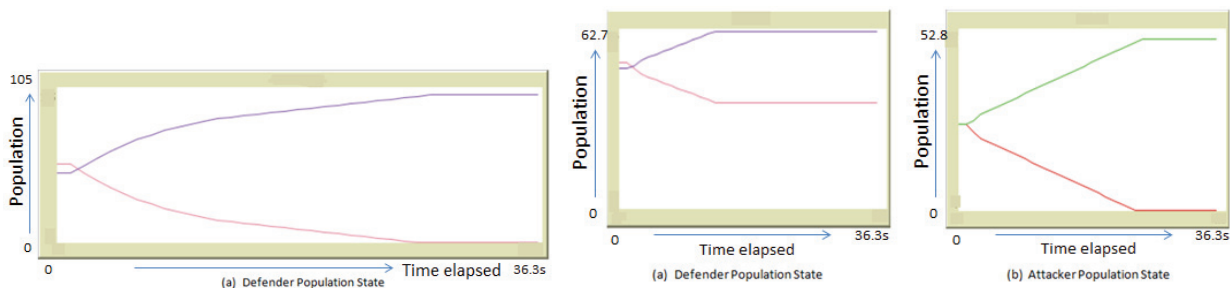 105
Population
0
0
Time elapsed
36.3s
(a) Defender Population State
62.7
Population
0
0
Time elapsed
36.3s
(a) Defender Population State
52.8
Population
0
0
Time elapsed
36.3s
(b) Attacker Population State